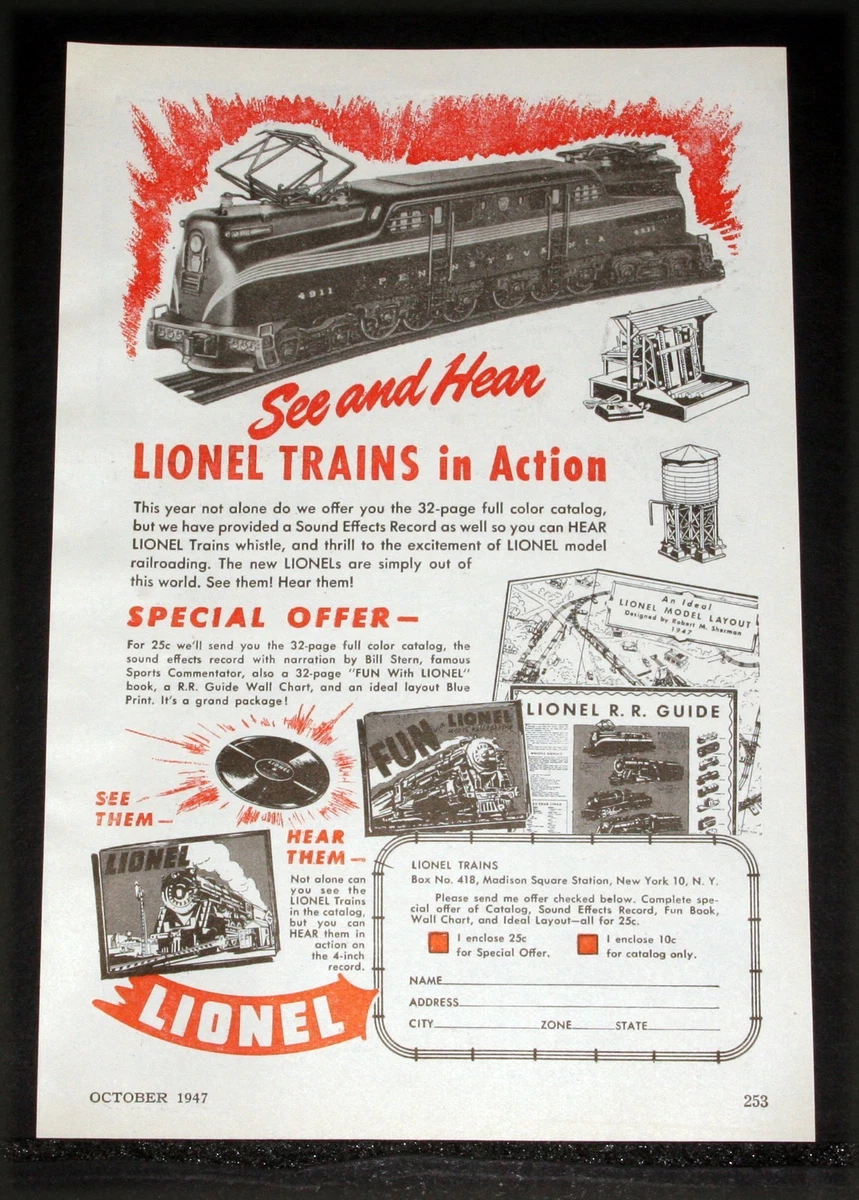 4911
PENNSYLVANIA
4911
See and Hear
LIONEL TRAINS in Action
This year not alone do we offer you the 32-page full color catalog,
but we have provided a Sound Effects Record as well so you can HEAR
LIONEL Trains whistle, and thrill to the excitement of LIONEL model
railroading. The new LIONELs are simply out of
this world. See them! Hear them!
SPECIAL OFFER—
For 25c we'll send you the 32-page full color catalog, the
sound effects record with narration by Bill Stern, famous
Sports Commentator, also a 32-page "FUN With LIONEL"
book, a R.R. Guide Wall Chart, and an ideal layout Blue
Print. It's a grand package!
An Ideal
LIONEL MODEL LAYOUT
Designed by Robert M. Sherman
1947
LIONEL R. R. GUIDE
FUN
LIONEL
SEE
THEM—
HEAR
THEM—
Not alone can
you see the
LIONEL Trains
in the catalog,
but you can
HEAR them in
action on
the 4-inch
record.
LIONEL
LIONEL
LIONEL TRAINS
Box No. 418, Madison Square Station, New York 10, N. Y.
Please send me offer checked below. Complete spe-
cial offer of Catalog, Sound Effects Record, Fun Book,
Wall Chart, and Ideal Layout—all for 25c.
I enclose 25c
for Special Offer.
I enclose 10c
for catalog only.
NAME
ADDRESS
CITY ZONE STATE
OCTOBER 1947
253